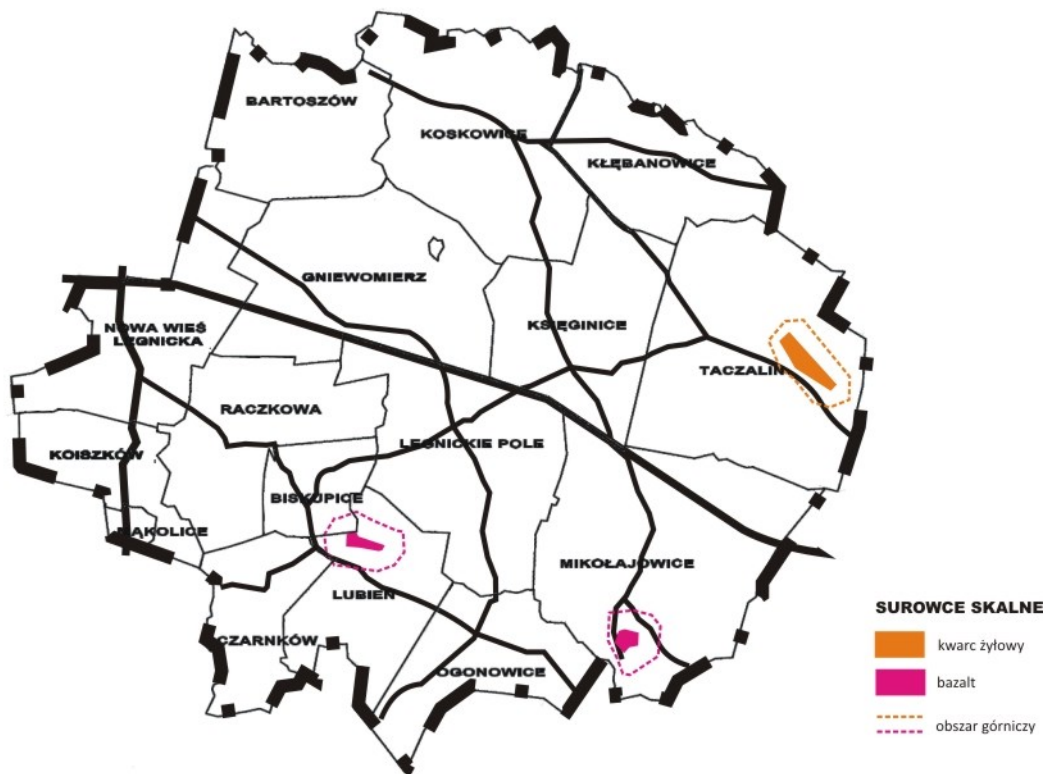 BARTOSZÓW
KOSKOWICE
KŁĘBANOWICE
GNIEWOMIERZ
NOWA WIEŚ
LEGNICKA
KSIĘGINICE
TACZALIN
RACZKOWA
LEGNICKIE POLE
KOISZKÓW
BISKUPICE
MĄKOLICE
MIKOŁAJOWICE
LUBIEŃ
CZARNKÓW
OGONOWICE
SUROWCE SKALNE
kwarc żyłowy
bazalt
obszar górniczy